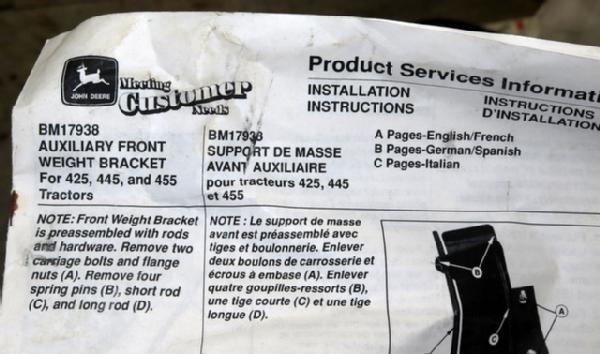 JOHN DEERE
Meeting
Customer
Needs
Product Services Informati
INSTALLATION
INSTRUCTIONS
INSTRUCTIONS
D'INSTALLATION
A Pages-English/French
B Pages-German/Spanish
C Pages-Italian
BM17938
AUXILIARY FRONT
WEIGHT BRACKET
For 425, 445, and 455
Tractors
BM17938
SUPPORT DE MASSE
AVANT AUXILIAIRE
pour tracteurs 425, 445
et 455
NOTE: Front Weight Bracket
is preassembled with rods
and hardware. Remove two
carriage bolts and flange
nuts (A). Remove four
spring pins (B), short rod
(C), and long rod (D).
NOTE : Le support de masse
avant est préassemblé avec
tiges et boulonnerie. Enlever
deux boulons de carrosserie et
écrous à embase (A). Enlever
quatre goupilles-ressorts (B),
une tige courte (C) et une tige
longue (D).
B
A
C